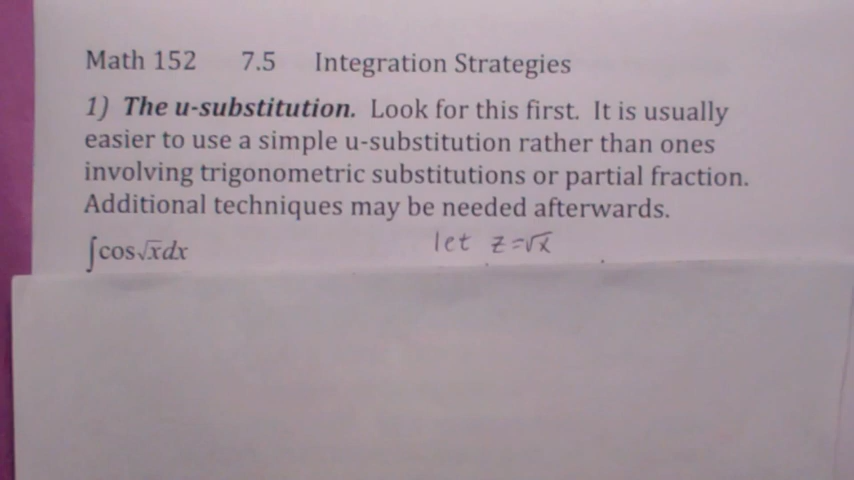 Math 152 7.5 Integration Strategies
1) The u-substitution. Look for this first. It is usually
easier to use a simple u-substitution rather than ones
involving trigonometric substitutions or partial fraction.
Additional techniques may be needed afterwards.
∫cos√x dx let z=√x